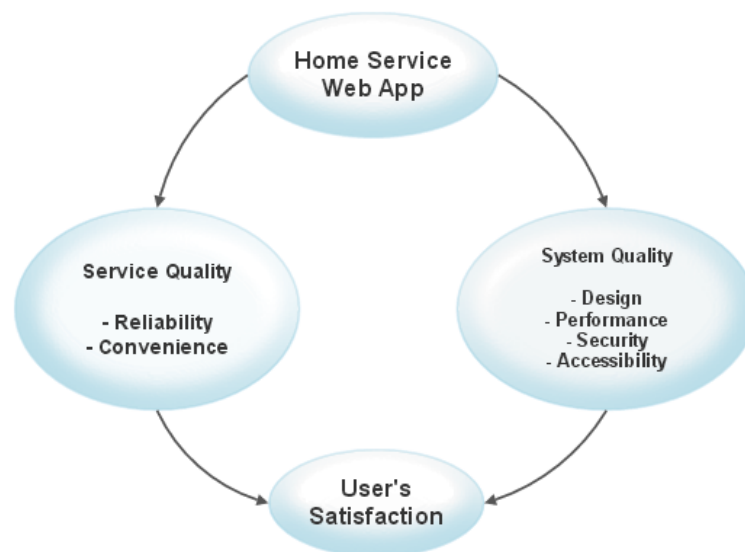 Home Service
Web App
Service Quality
- Reliability
- Convenience
System Quality
- Design
- Performance
- Security
- Accessibility
User's
Satisfaction